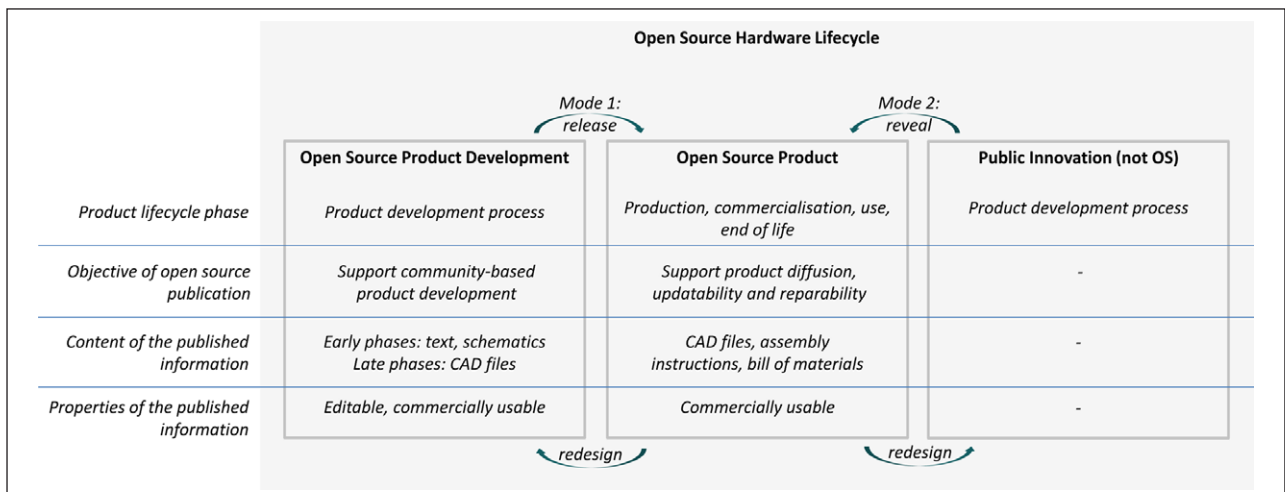 Open Source Hardware Lifecycle
Mode 1:
release
Mode 2:
reveal
Open Source Product Development
Open Source Product
Public Innovation (not OS)
Product lifecycle phase
Product development process
Production, commercialisation, use,
end of life
Product development process
Objective of open source
publication
Support community-based
product development
Support product diffusion,
updatability and reparability
-
Content of the published
information
Early phases: text, schematics
Late phases: CAD files
CAD files, assembly
instructions, bill of materials
-
Properties of the published
information
Editable, commercially usable
Commercially usable
-
redesign
redesign